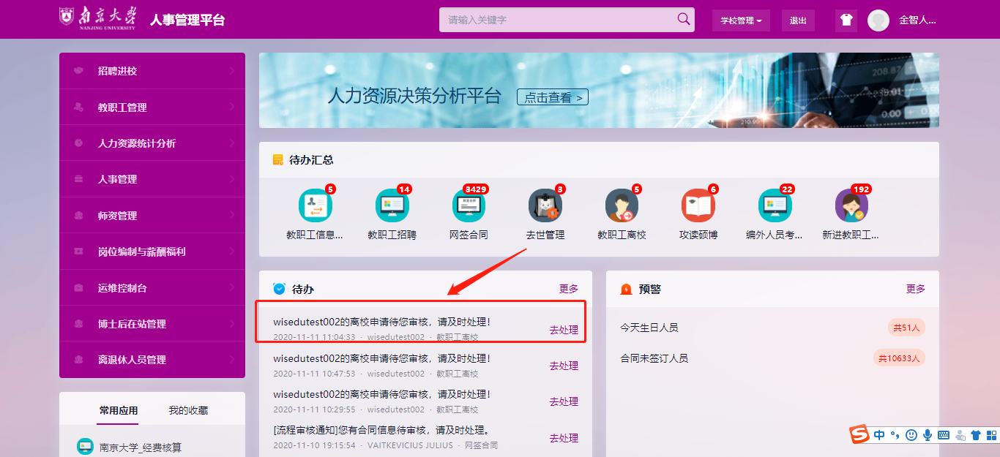 南京大学
NANJING UNIVERSITY
人事管理平台
请输入关键字
学校管理
退出
金智人...
招聘进校
教职工管理
人力资源统计分析
人事管理
师资管理
岗位编制与薪酬福利
运维控制台
博士后在站管理
离退休人员管理
常用应用 我的收藏
南京大学_经费核算
人力资源决策分析平台 点击查看 >
208.87
239.01
0.00
210.99
待办汇总
5 14 3429 3 5 6 22 192
教职工信息... 教职工招聘 网签合同 去世管理 教职工离校 攻读硕博 编外人员考... 新进教职工...
待办 更多
wisedutest002的离校申请待您审核，请及时处理！
去处理
2020-11-11 11:04:33 · wisedutest002 · 教职工离校
wisedutest002的离校申请待您审核，请及时处理！
去处理
2020-11-11 10:47:53 · wisedutest002 · 教职工离校
wisedutest002的离校申请待您审核，请及时处理！
去处理
2020-11-11 10:29:55 · wisedutest002 · 教职工离校
[流程审核通知]您有合同信息待审核，请及时处理。
去处理
2020-11-10 19:15:54 · VAITKEVICIUS JULIUS · 网签合同
预警 更多
今天生日人员 共51人
合同未签订人员 共10633人
S 中